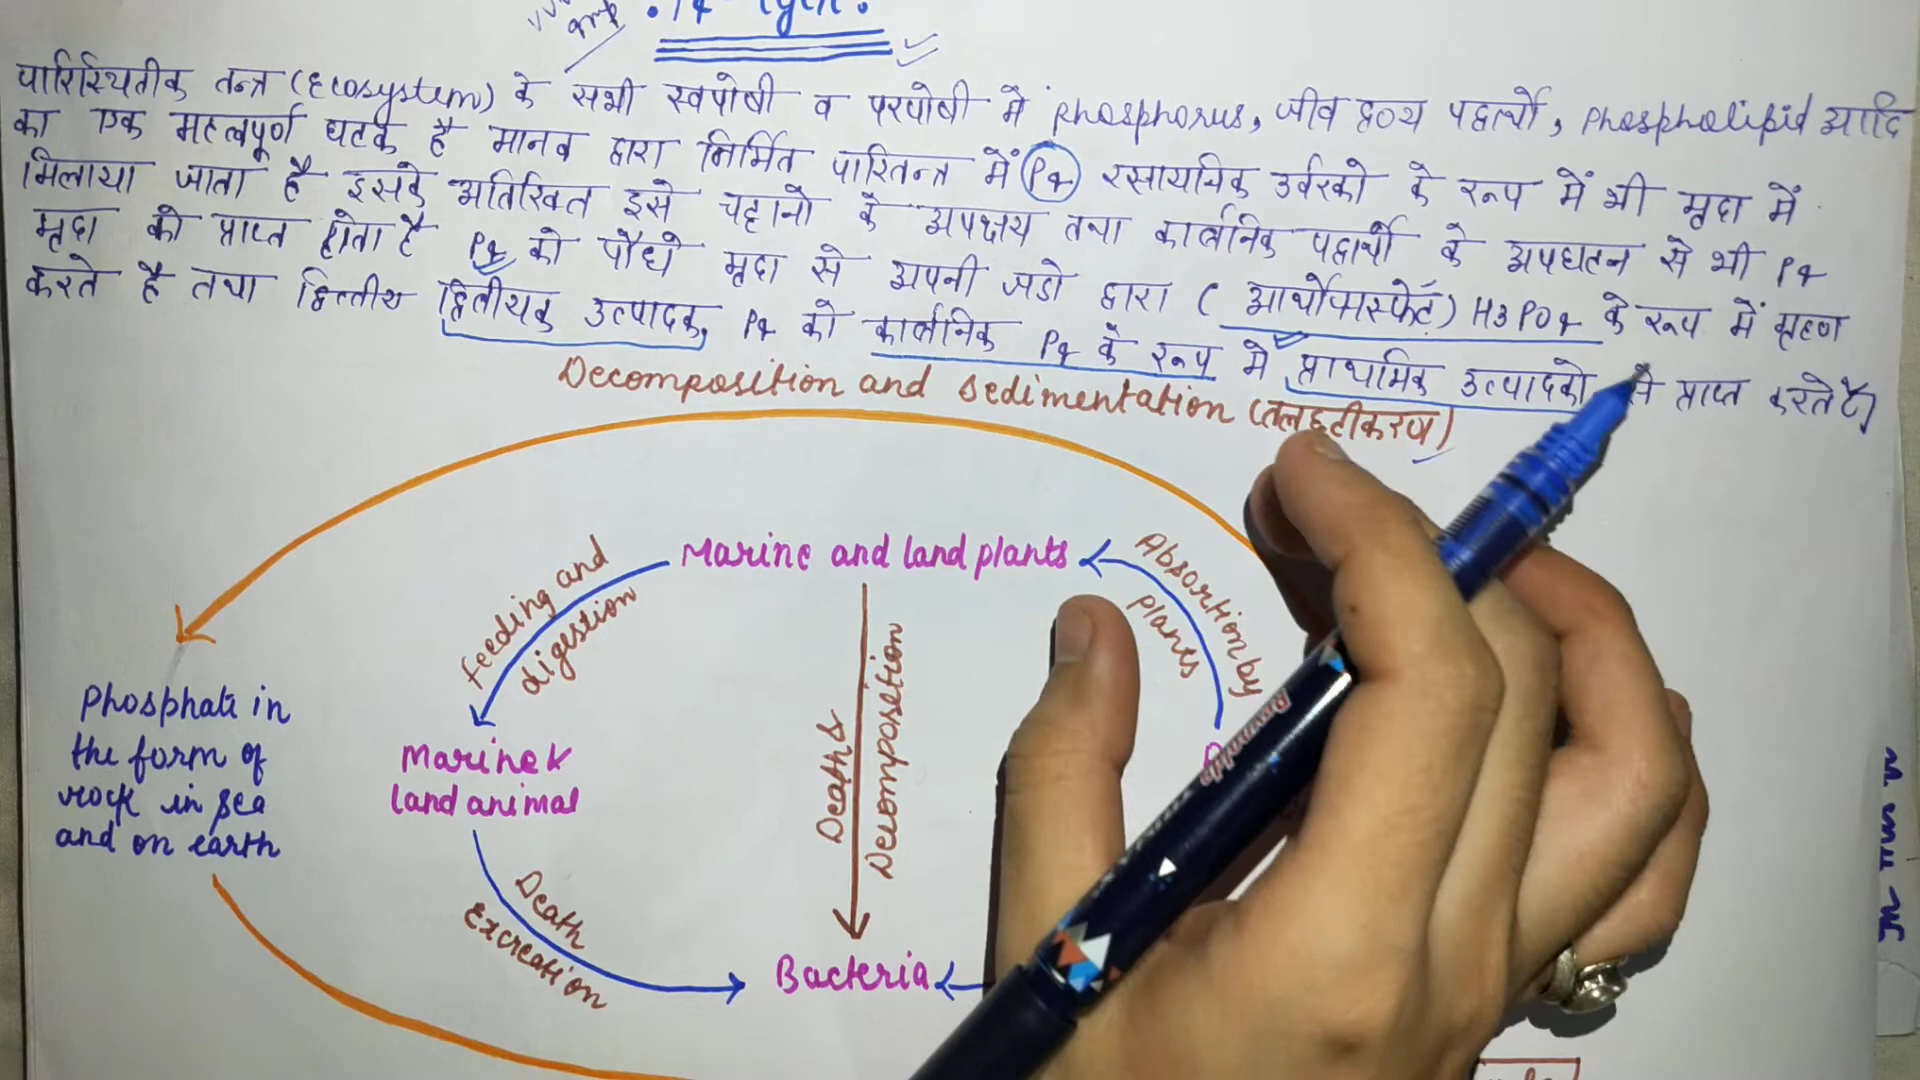 पारिस्थितीक तन्त्र (Ecosystem) के सभी स्वपोषी व परपोषी में Phosphorus, जीव द्रव्य पदार्थो, Phospholipid आदि
का एक महत्वपूर्ण घटक है मानव द्वारा निर्मित पारितन्त्र में P4 रसायनिक उर्वरको के रूप में भी मृदा में
मिलाया जाता है इसके अतिरिक्त इसे चट्टानो के अपक्षय तथा कार्बनिक पदार्थो के अपघटन से भी P4
मृदा को प्राप्त होता है P4 को पौधे मृदा से अपनी जडो द्वारा ( आर्थोफास्फेट) H3PO4 के रूप में ग्रहण
करते है तथा द्वितीय द्वितीयक उत्पादक, P4 को कार्बनिक P4 के रूप में प्राथमिक उत्पादको से प्राप्त करते है
Decomposition and Sedimentation (तलछटीकरण)
Marine and land plants
Absortion by
plants
Feeding and
digestion
Phosphate in
the form of
rock in sea
and on earth
Marine &
land animal
Death &
Decomposition
Death
Excreation
Bacteria